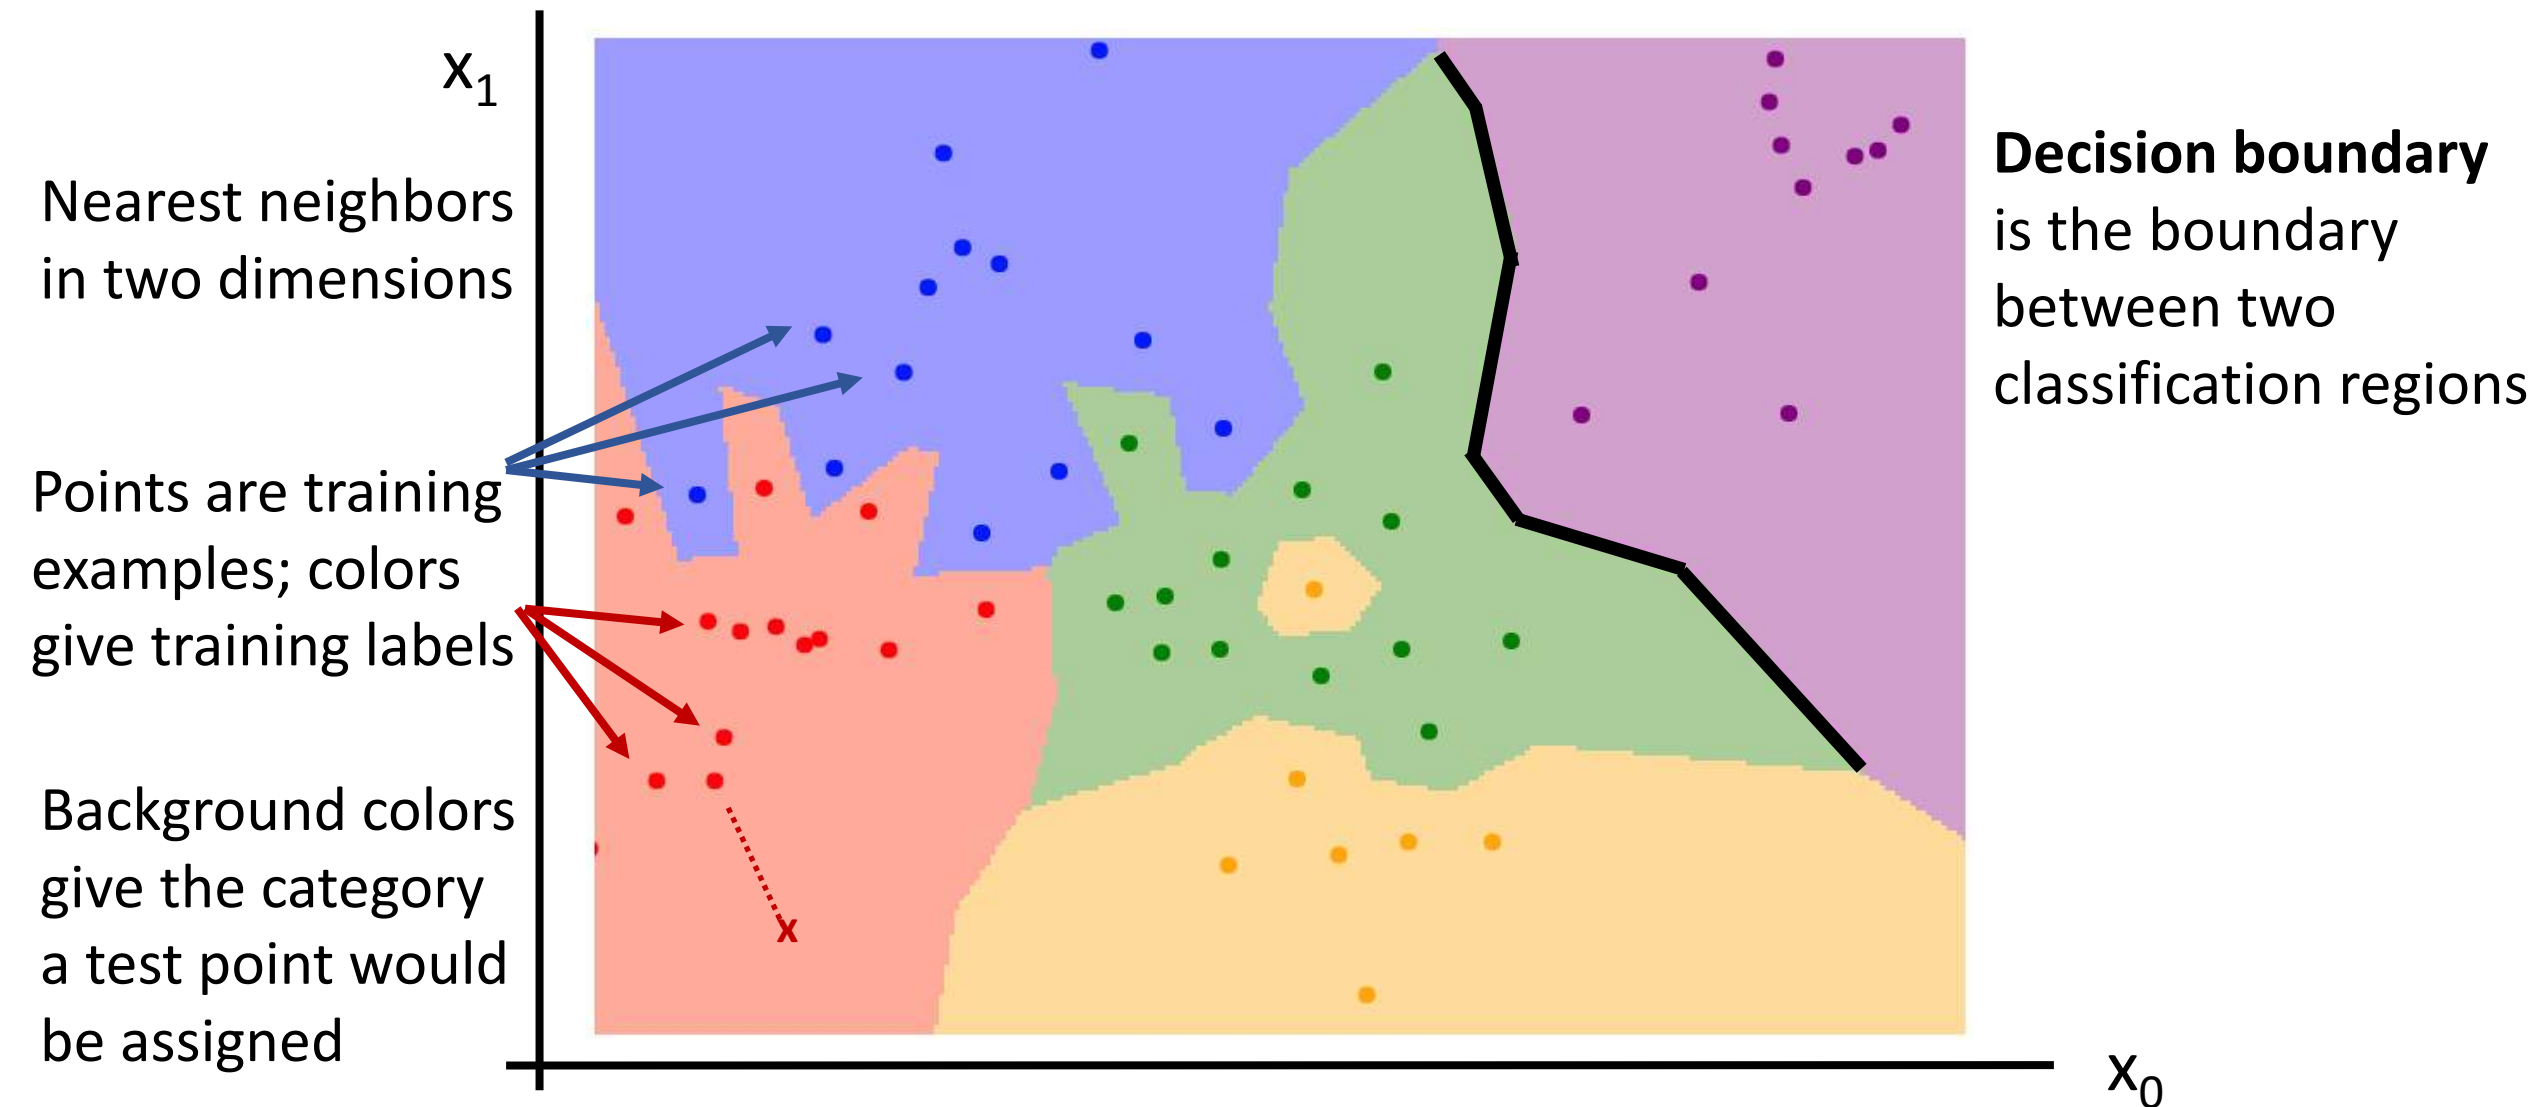 x₁
Nearest neighbors
in two dimensions
Points are training
examples; colors
give training labels
Background colors
give the category
a test point would
be assigned
x
Decision boundary
is the boundary
between two
classification regions
x₀